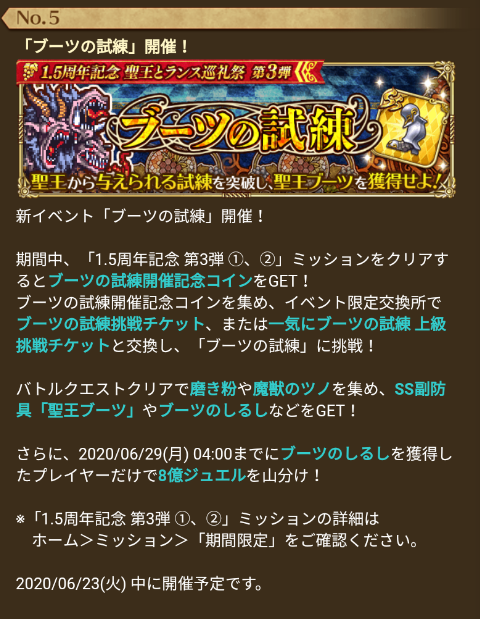 No.5
「ブーツの試練」開催！
1.5周年記念 聖王とランス巡礼祭 第3弾
ブーツの試練
聖王から与えられる試練を突破し、聖王ブーツを獲得せよ!
新イベント「ブーツの試練」開催！
期間中、「1.5周年記念 第3弾 ①、②」ミッションをクリアす
るとブーツの試練開催記念コインをGET！
ブーツの試練開催記念コインを集め、イベント限定交換所で
ブーツの試練挑戦チケット、または一気にブーツの試練 上級
挑戦チケットと交換し、「ブーツの試練」に挑戦！
バトルクエストクリアで磨き粉や魔獣のツノを集め、SS副防
具「聖王ブーツ」やブーツのしるしなどをGET！
さらに、2020/06/29(月) 04:00までにブーツのしるしを獲得し
たプレイヤーだけで8億ジュエルを山分け！
※「1.5周年記念 第3弾 ①、②」ミッションの詳細は
ホーム＞ミッション＞「期間限定」をご確認ください。
2020/06/23(火) 中に開催予定です。